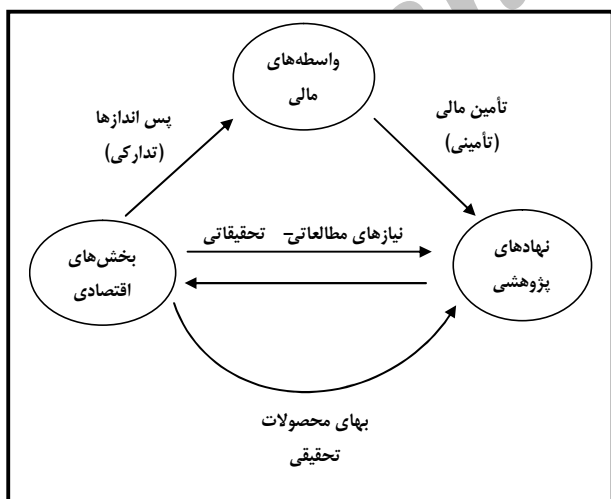 واسطه‌های
مالی
تأمین مالی
(تأمینی)
پس اندازها
(تدارکی)
نیازهای مطالعاتی– تحقیقاتی
نهادهای
پژوهشی
بخش‌های
اقتصادی
بهای محصولات
تحقیقی